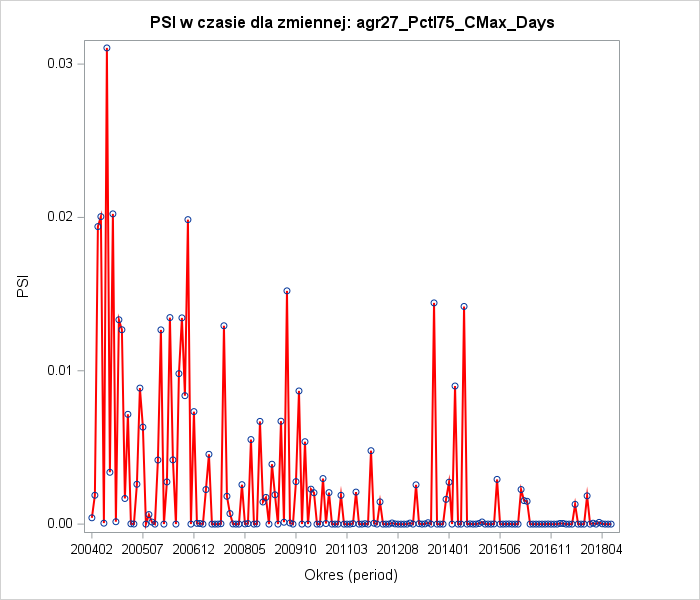 PSI w czasie dla zmiennej: agr27_Pctl75_CMax_Days
0.03
0.02
PSI
0.01
0.00
200402 200507 200612 200805 200910 201103 201208 201401 201506 201611 201804
Okres (period)